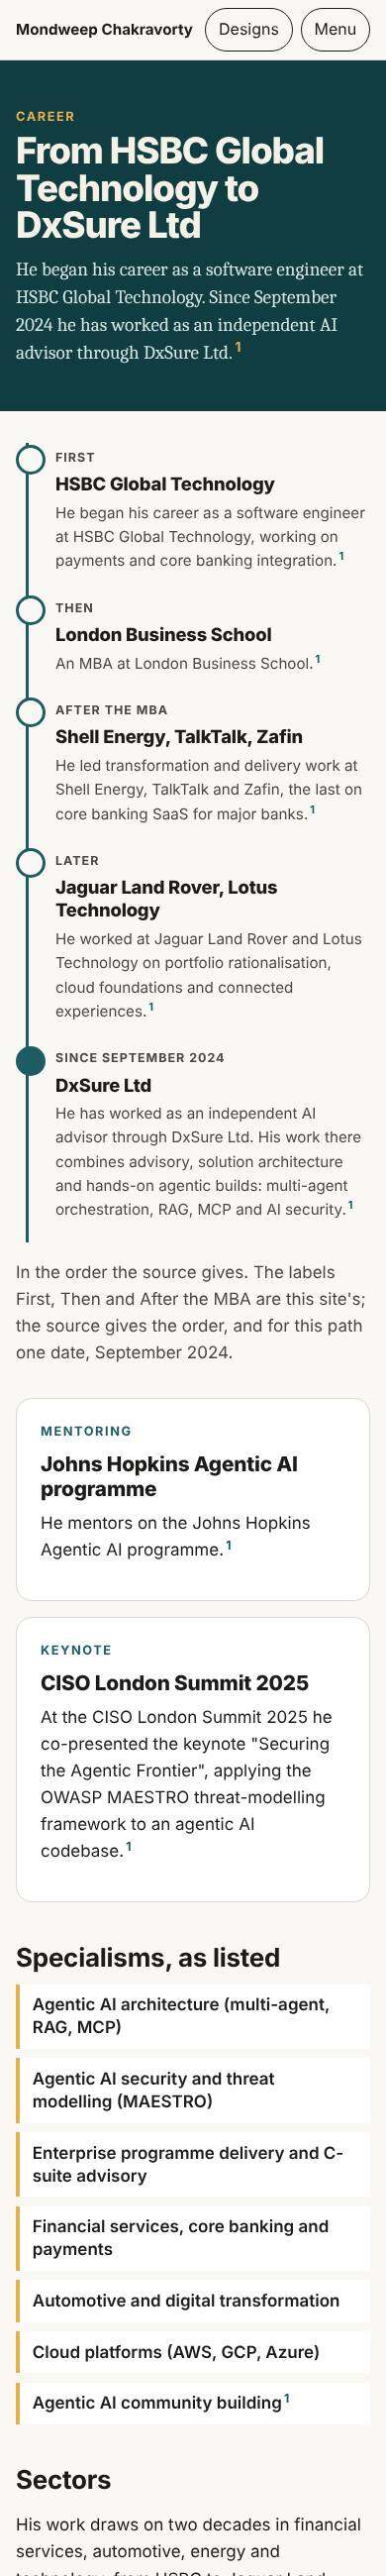 Mondweep Chakravorty
Designs
Menu
CAREER
From HSBC Global
Technology to
DxSure Ltd
He began his career as a software engineer at
HSBC Global Technology. Since September
2024 he has worked as an independent AI
advisor through DxSure Ltd. 1
FIRST
HSBC Global Technology
He began his career as a software engineer
at HSBC Global Technology, working on
payments and core banking integration. 1
THEN
London Business School
An MBA at London Business School. 1
AFTER THE MBA
Shell Energy, TalkTalk, Zafin
He led transformation and delivery work at
Shell Energy, TalkTalk and Zafin, the last on
core banking SaaS for major banks. 1
LATER
Jaguar Land Rover, Lotus
Technology
He worked at Jaguar Land Rover and Lotus
Technology on portfolio rationalisation,
cloud foundations and connected
experiences. 1
SINCE SEPTEMBER 2024
DxSure Ltd
He has worked as an independent AI
advisor through DxSure Ltd. His work there
combines advisory, solution architecture
and hands-on agentic builds: multi-agent
orchestration, RAG, MCP and AI security. 1
In the order the source gives. The labels
First, Then and After the MBA are this site's;
the source gives the order, and for this path
one date, September 2024.
MENTORING
Johns Hopkins Agentic AI
programme
He mentors on the Johns Hopkins
Agentic AI programme. 1
KEYNOTE
CISO London Summit 2025
At the CISO London Summit 2025 he
co-presented the keynote "Securing
the Agentic Frontier", applying the
OWASP MAESTRO threat-modelling
framework to an agentic AI
codebase. 1
Specialisms, as listed
Agentic AI architecture (multi-agent,
RAG, MCP)
Agentic AI security and threat
modelling (MAESTRO)
Enterprise programme delivery and C-
suite advisory
Financial services, core banking and
payments
Automotive and digital transformation
Cloud platforms (AWS, GCP, Azure)
Agentic AI community building 1
Sectors
His work draws on two decades in financial
services, automotive, energy and